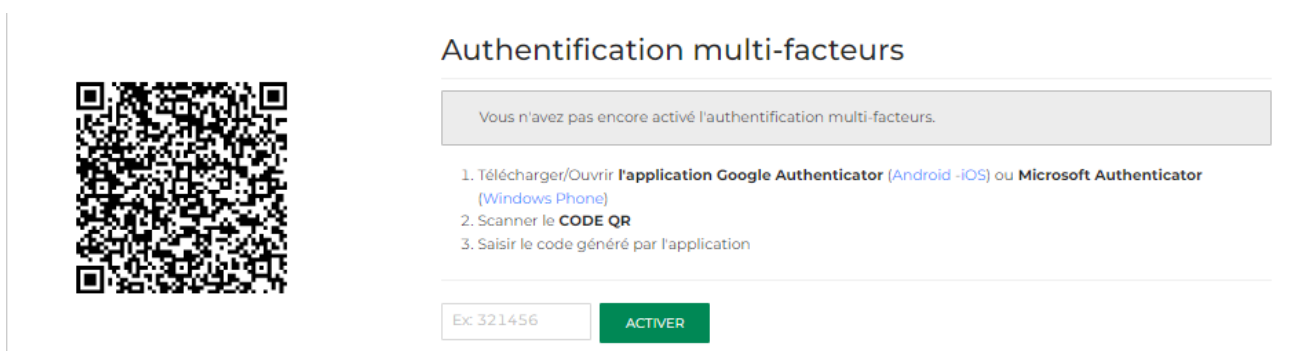 Authentification multi-facteurs
Vous n'avez pas encore activé l'authentification multi-facteurs.
1. Télécharger/Ouvrir l'application Google Authenticator (Android -iOS) ou Microsoft Authenticator
(Windows Phone)
2. Scanner le CODE QR
3. Saisir le code généré par l'application
Ex: 321456
ACTIVER